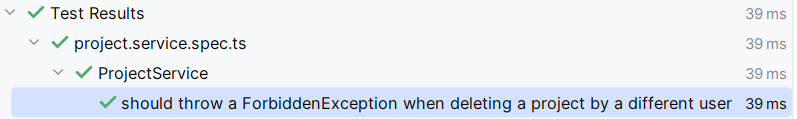 Test Results 39 ms
project.service.spec.ts 39 ms
ProjectService 39 ms
should throw a ForbiddenException when deleting a project by a different user 39 ms